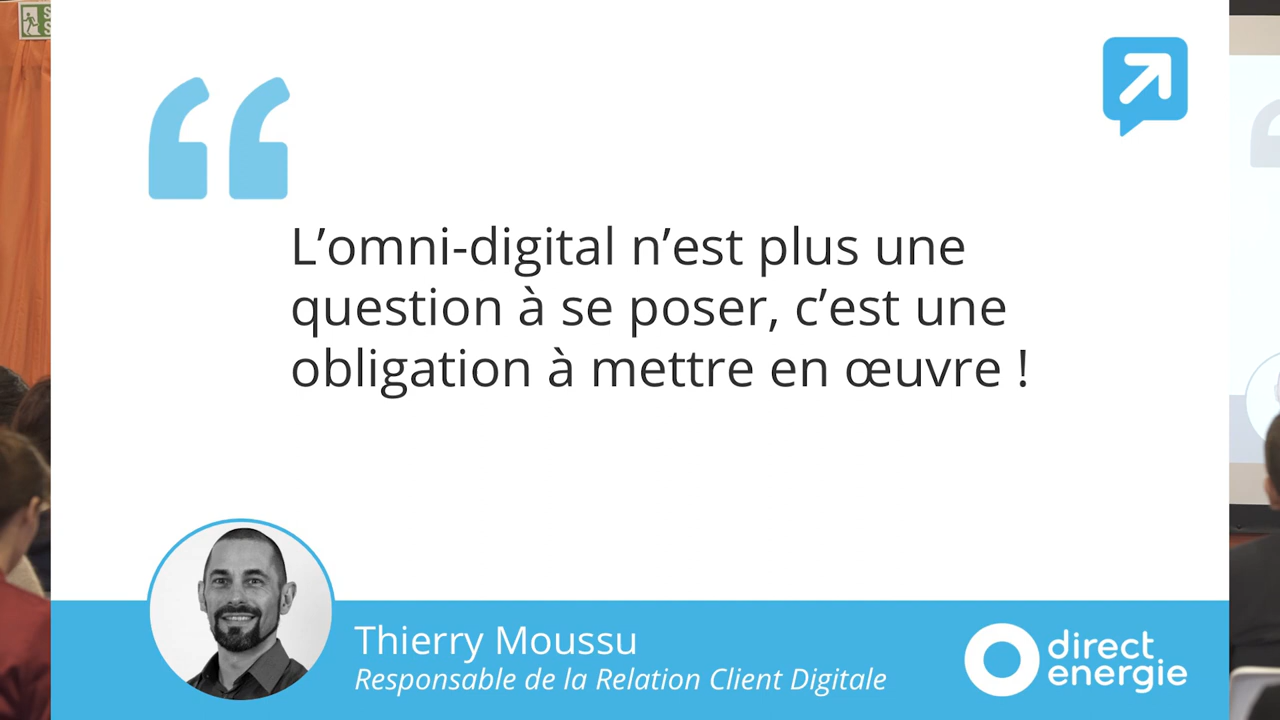 L’omni-digital n’est plus une
question à se poser, c’est une
obligation à mettre en œuvre !
Thierry Moussu
Responsable de la Relation Client Digitale
direct
energie